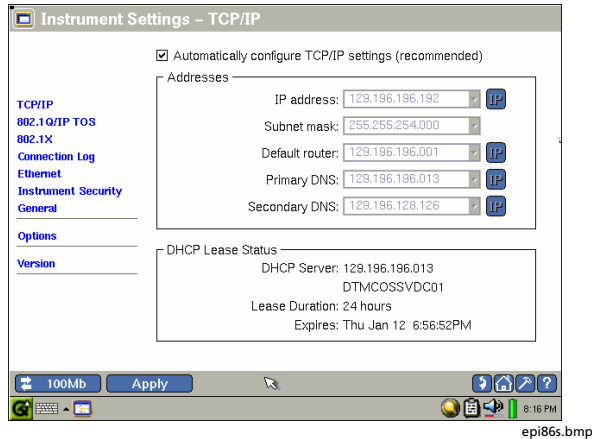 Instrument Settings – TCP/IP
Automatically configure TCP/IP settings (recommended)
Addresses
IP address: 129.196.196.192 IP
Subnet mask: 255.255.254.000
Default router: 129.196.196.001 IP
Primary DNS: 129.196.196.013 IP
Secondary DNS: 129.196.128.126 IP
TCP/IP
802.1Q/IP TOS
802.1X
Connection Log
Ethernet
Instrument Security
General
Options
Version
DHCP Lease Status
DHCP Server: 129.196.196.013
DTMCOSSVDC01
Lease Duration: 24 hours
Expires: Thu Jan 12 6:56:52PM
100Mb Apply ?
8:16 PM
epi86s.bmp